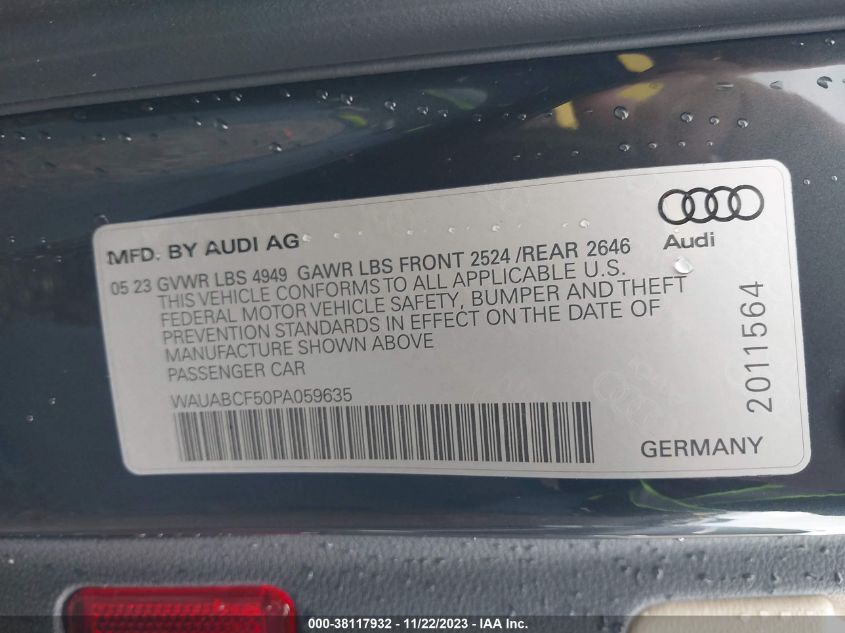 MFD. BY AUDI AG
Audi
05 23 GVWR LBS 4949 GAWR LBS FRONT 2524 /REAR 2646
THIS VEHICLE CONFORMS TO ALL APPLICABLE U.S.
FEDERAL MOTOR VEHICLE SAFETY, BUMPER AND THEFT
PREVENTION STANDARDS IN EFFECT ON THE DATE OF
MANUFACTURE SHOWN ABOVE
PASSENGER CAR
WAUABCF50PA059635
2011564
GERMANY
000-38117932 - 11/22/2023 - IAA Inc.